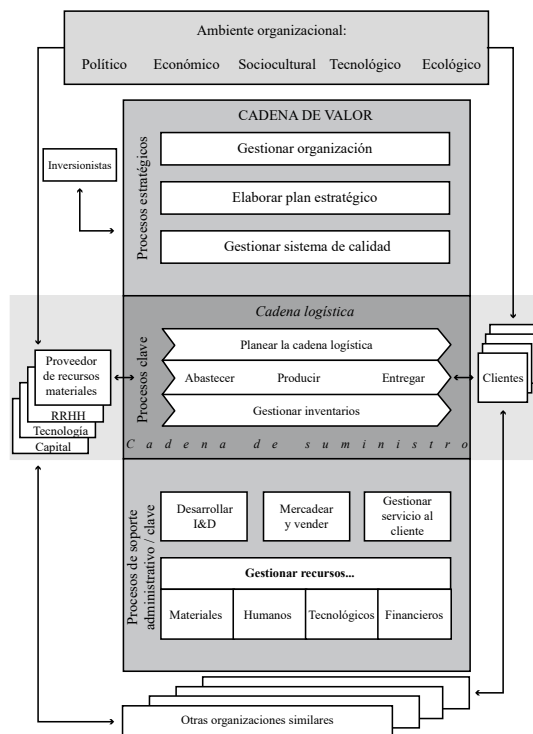 Ambiente organizacional:
Político Económico Sociocultural Tecnológico Ecológico
CADENA DE VALOR
Procesos estratégicos
Gestionar organización
Elaborar plan estratégico
Gestionar sistema de calidad
Inversionistas
Procesos clave
Cadena logística
Planear la cadena logística
Abastecer Producir Entregar
Gestionar inventarios
Cadena de suministro
Proveedor
de recursos
materiales
RRHH
Tecnología
Capital
Clientes
Procesos de soporte
administrativo / clave
Desarrollar
I&D
Mercadear
y vender
Gestionar
servicio al
cliente
Gestionar recursos...
Materiales Humanos Tecnológicos Financieros
Otras organizaciones similares